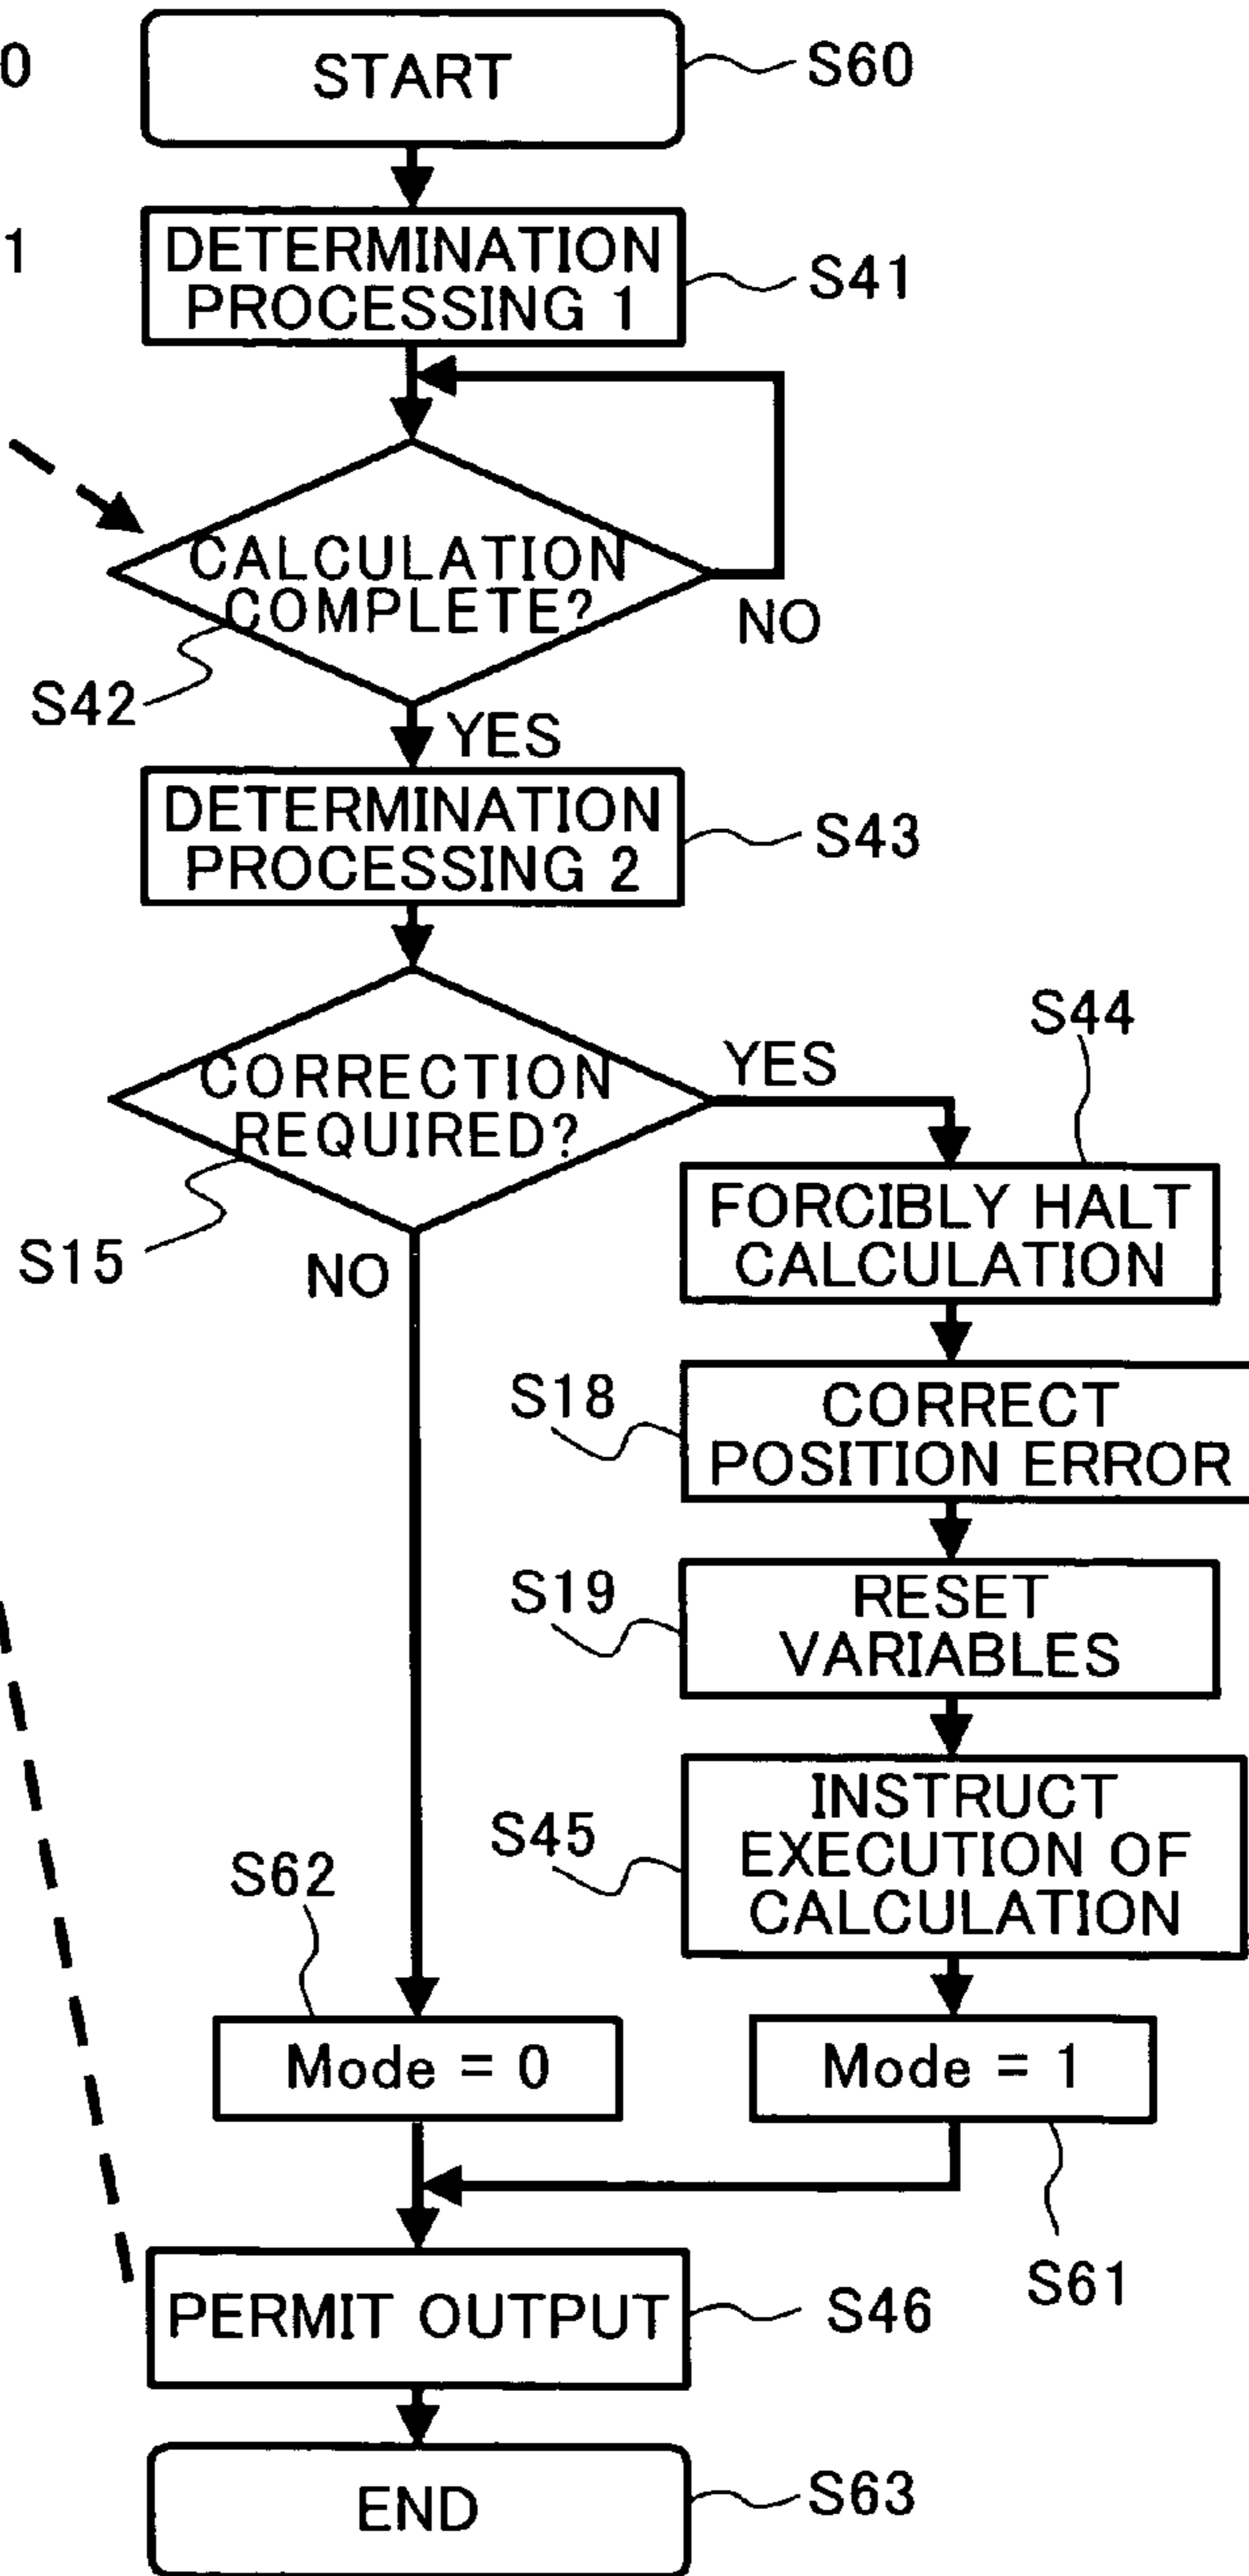 0
START
S60
1
DETERMINATION
PROCESSING 1
S41
CALCULATION
COMPLETE?
NO
S42
YES
DETERMINATION
PROCESSING 2
S43
S44
CORRECTION
REQUIRED?
YES
S15
NO
FORCIBLY HALT
CALCULATION
S18
CORRECT
POSITION ERROR
S19
RESET
VARIABLES
S45
INSTRUCT
EXECUTION OF
CALCULATION
S62
Mode = 0
Mode = 1
S61
PERMIT OUTPUT
S46
END
S63